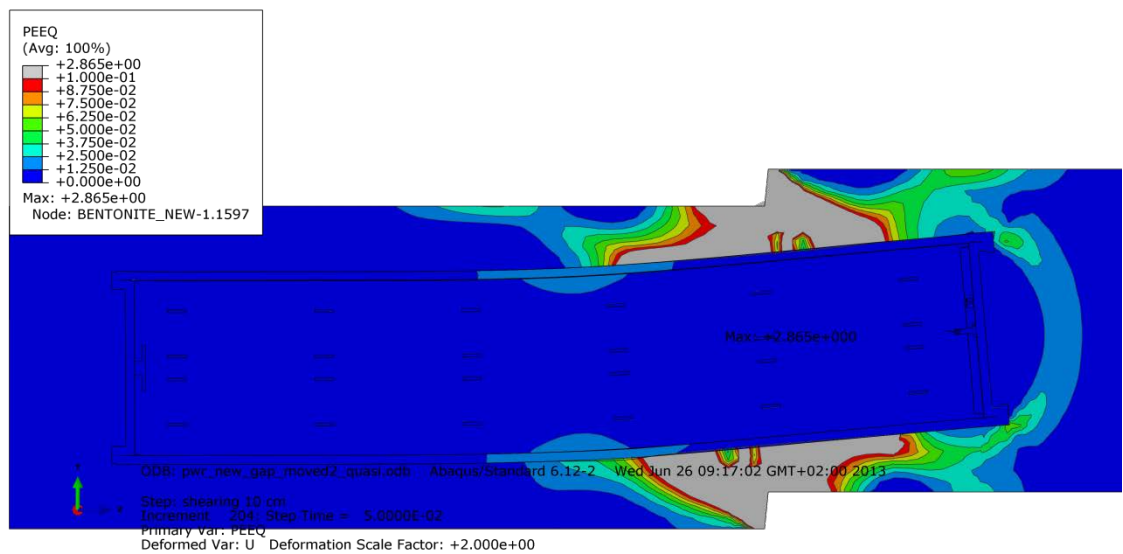 PEEQ
(Avg: 100%)
+2.865e+00
+1.000e-01
+8.750e-02
+7.500e-02
+6.250e-02
+5.000e-02
+3.750e-02
+2.500e-02
+1.250e-02
+0.000e+00
Max: +2.865e+00
Node: BENTONITE_NEW-1.1597
Max: +2.865e+000
ODB: pwr_new_gap_moved2_quasi.odb Abaqus/Standard 6.12-2 Wed Jun 26 09:17:02 GMT+02:00 2013
Y
X
Step: shearing 10 cm
Increment 204: Step Time = 5.0000E-02
Primary Var: PEEQ
Deformed Var: U Deformation Scale Factor: +2.000e+00